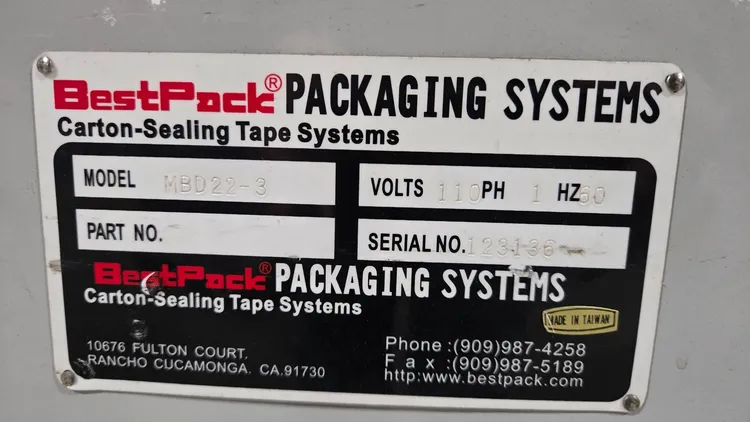 BestPack® PACKAGING SYSTEMS
Carton-Sealing Tape Systems
MODEL MBD22-3
VOLTS 110 PH 1 HZ 60
PART NO.
SERIAL NO. 123136
BestPack® PACKAGING SYSTEMS
Carton-Sealing Tape Systems
MADE IN TAIWAN
10676 FULTON COURT.
RANCHO CUCAMONGA. CA.91730
Phone :(909)987-4258
Fax :(909)987-5189
http:www.bestpack.com